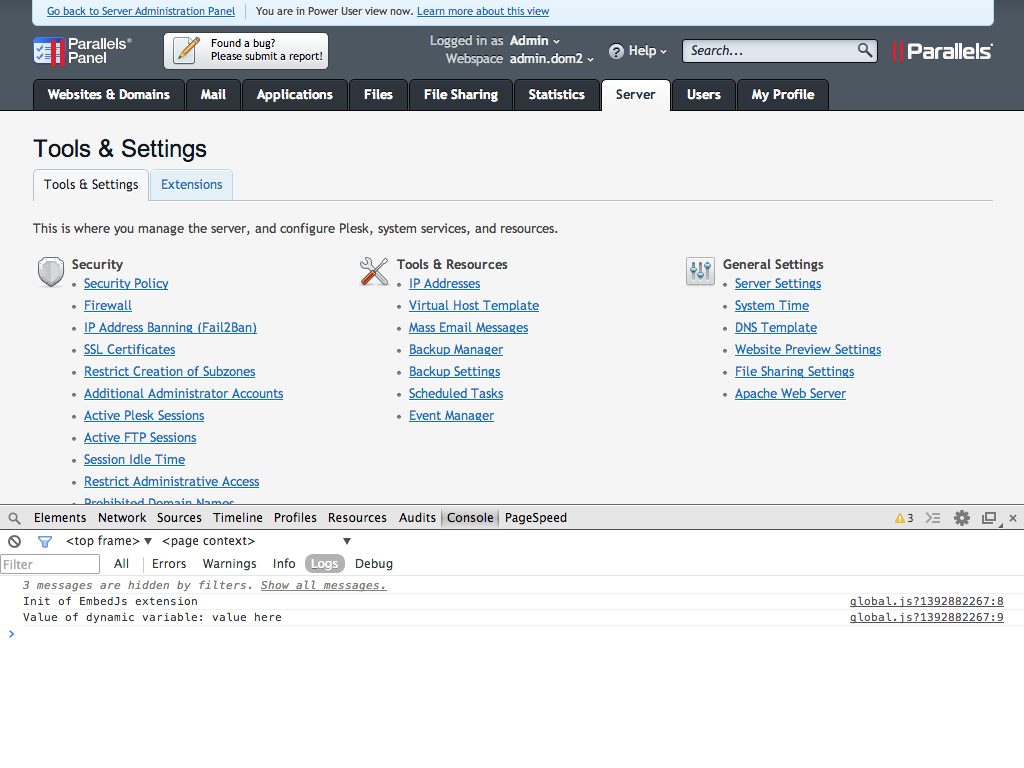 Go back to Server Administration Panel You are in Power User view now. Learn more about this view
Parallels® Panel
Found a bug?
Please submit a report!
Logged in as Admin
Webspace admin.dom2
Help
Search...
Parallels®
Websites & Domains Mail Applications Files File Sharing Statistics Server Users My Profile
Tools & Settings
Tools & Settings Extensions
This is where you manage the server, and configure Plesk, system services, and resources.
Security
Security Policy
Firewall
IP Address Banning (Fail2Ban)
SSL Certificates
Restrict Creation of Subzones
Additional Administrator Accounts
Active Plesk Sessions
Active FTP Sessions
Session Idle Time
Restrict Administrative Access
Prohibited Domain Names
Tools & Resources
IP Addresses
Virtual Host Template
Mass Email Messages
Backup Manager
Backup Settings
Scheduled Tasks
Event Manager
General Settings
Server Settings
System Time
DNS Template
Website Preview Settings
File Sharing Settings
Apache Web Server
Elements Network Sources Timeline Profiles Resources Audits Console PageSpeed 3
<top frame> <page context>
Filter All Errors Warnings Info Logs Debug
3 messages are hidden by filters. Show all messages.
Init of EmbedJs extension global.js?1392882267:8
Value of dynamic variable: value here global.js?1392882267:9